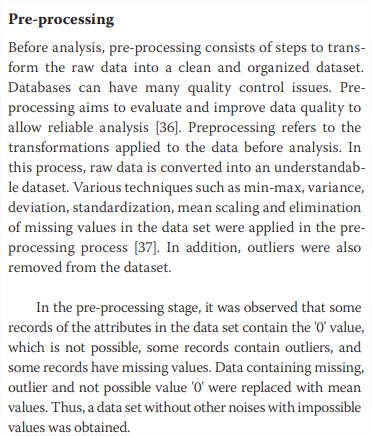 Pre-processing
Before analysis, pre-processing consists of steps to trans-
form the raw data into a clean and organized dataset.
Databases can have many quality control issues. Pre-
processing aims to evaluate and improve data quality to
allow reliable analysis [36]. Preprocessing refers to the
transformations applied to the data before analysis. In
this process, raw data is converted into an understandab-
le dataset. Various techniques such as min-max, variance,
deviation, standardization, mean scaling and elimination
of missing values in the data set were applied in the pre-
processing process [37]. In addition, outliers were also
removed from the dataset.
In the pre-processing stage, it was observed that some
records of the attributes in the data set contain the '0' value,
which is not possible, some records contain outliers, and
some records have missing values. Data containing missing,
outlier and not possible value '0' were replaced with mean
values. Thus, a data set without other noises with impossible
values was obtained.